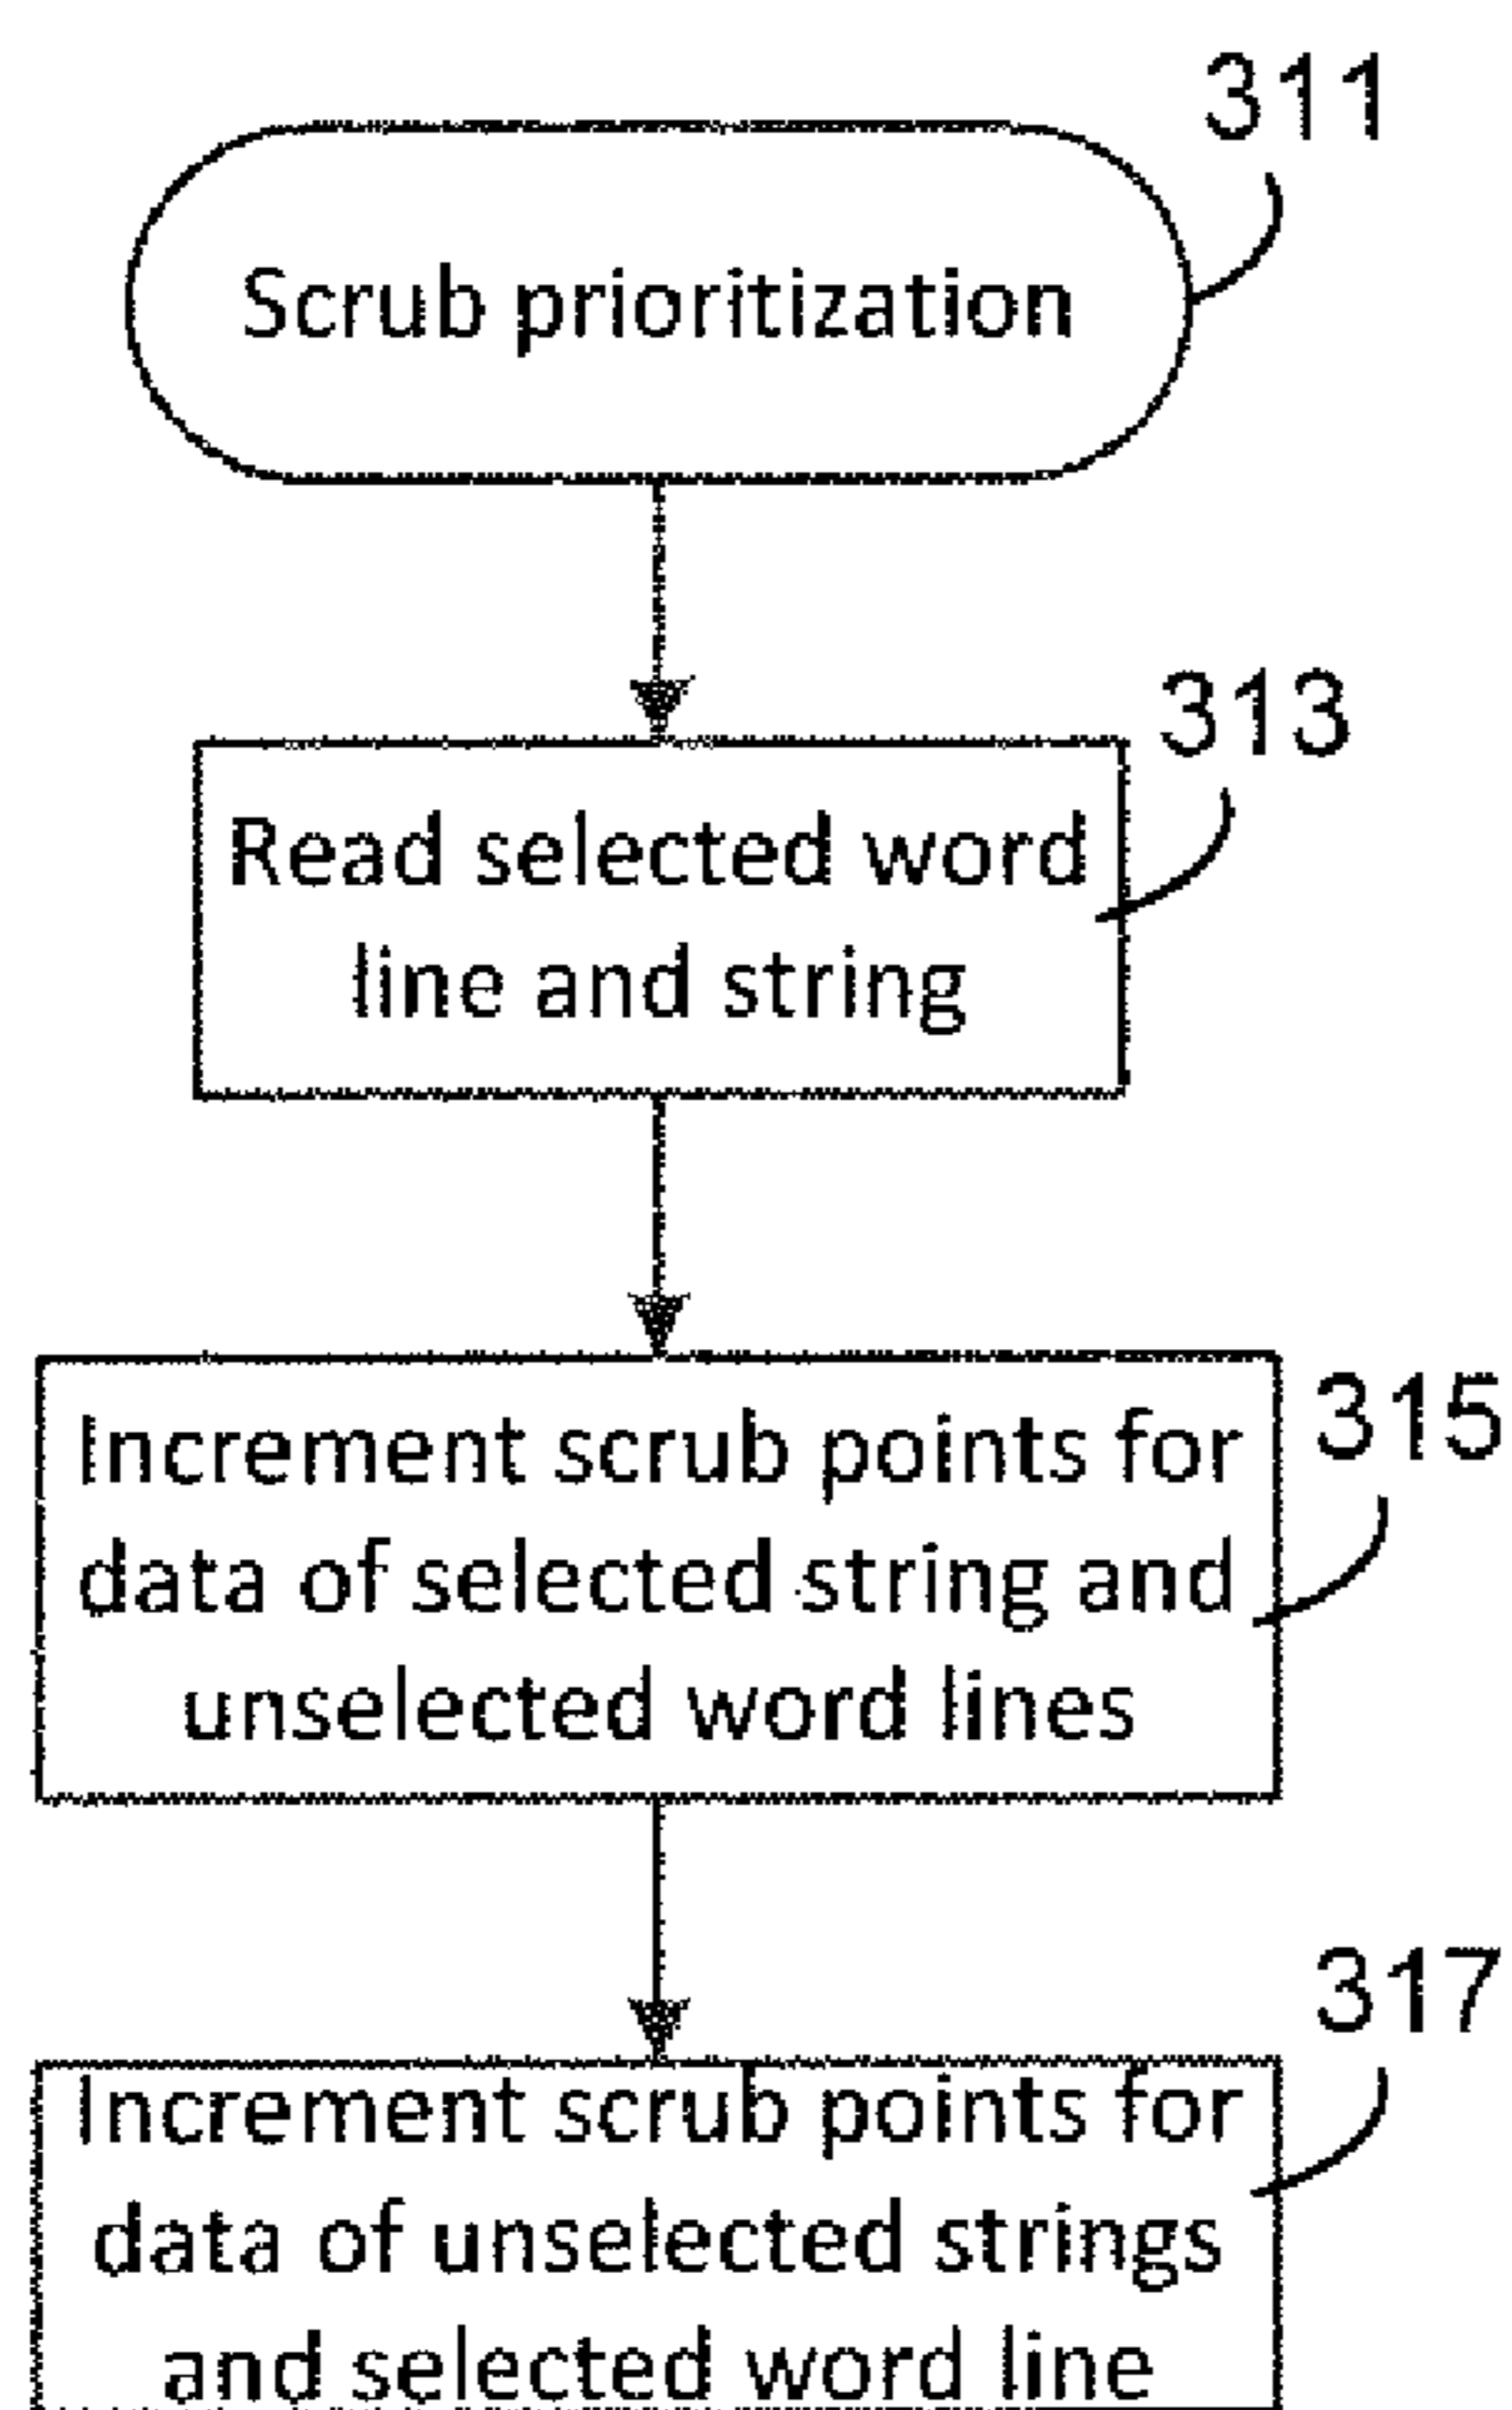 311
Scrub prioritization
313
Read selected word
line and string
315
Increment scrub points for
data of selected string and
unselected word lines
317
Increment scrub points for
data of unselected strings
and selected word line